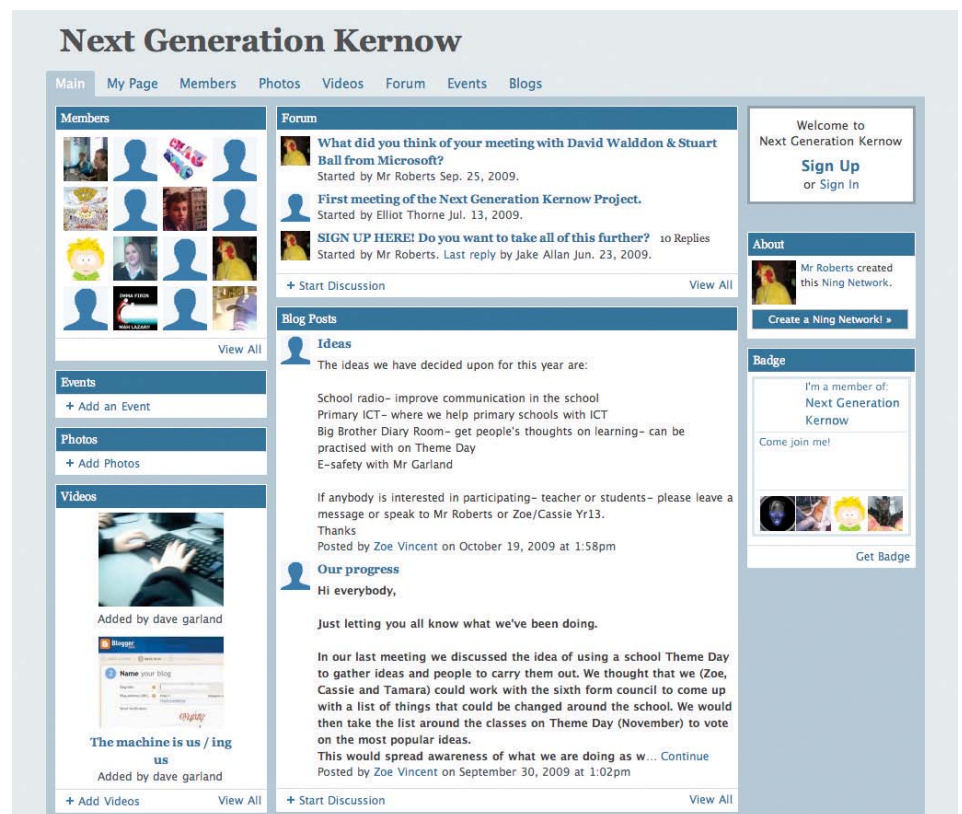 Next Generation Kernow
Main My Page Members Photos Videos Forum Events Blogs
Members
View All
Events
+ Add an Event
Photos
+ Add Photos
Videos
Added by dave garland
Blogger
2 Name your blog
The machine is us / ing
us
Added by dave garland
+ Add Videos View All
Forum
What did you think of your meeting with David Walddon & Stuart
Ball from Microsoft?
Started by Mr Roberts Sep. 25, 2009.
First meeting of the Next Generation Kernow Project.
Started by Elliot Thorne Jul. 13, 2009.
SIGN UP HERE! Do you want to take all of this further? 10 Replies
Started by Mr Roberts. Last reply by Jake Allan Jun. 23, 2009.
+ Start Discussion View All
Blog Posts
Ideas
The ideas we have decided upon for this year are:
School radio– improve communication in the school
Primary ICT– where we help primary schools with ICT
Big Brother Diary Room– get people's thoughts on learning– can be
practised with on Theme Day
E–safety with Mr Garland
If anybody is interested in participating– teacher or students– please leave a
message or speak to Mr Roberts or Zoe/Cassie Yr13.
Thanks
Posted by Zoe Vincent on October 19, 2009 at 1:58pm
Our progress
Hi everybody,
Just letting you all know what we've been doing.
In our last meeting we discussed the idea of using a school Theme Day
to gather ideas and people to carry them out. We thought that we (Zoe,
Cassie and Tamara) could work with the sixth form council to come up
with a list of things that could be changed around the school. We would
then take the list around the classes on Theme Day (November) to vote
on the most popular ideas.
This would spread awareness of what we are doing as w... Continue
Posted by Zoe Vincent on September 30, 2009 at 1:02pm
+ Start Discussion View All
Welcome to
Next Generation Kernow
Sign Up
or Sign In
About
Mr Roberts created
this Ning Network.
Create a Ning Network! »
Badge
I'm a member of:
Next Generation
Kernow
Come join me!
Get Badge